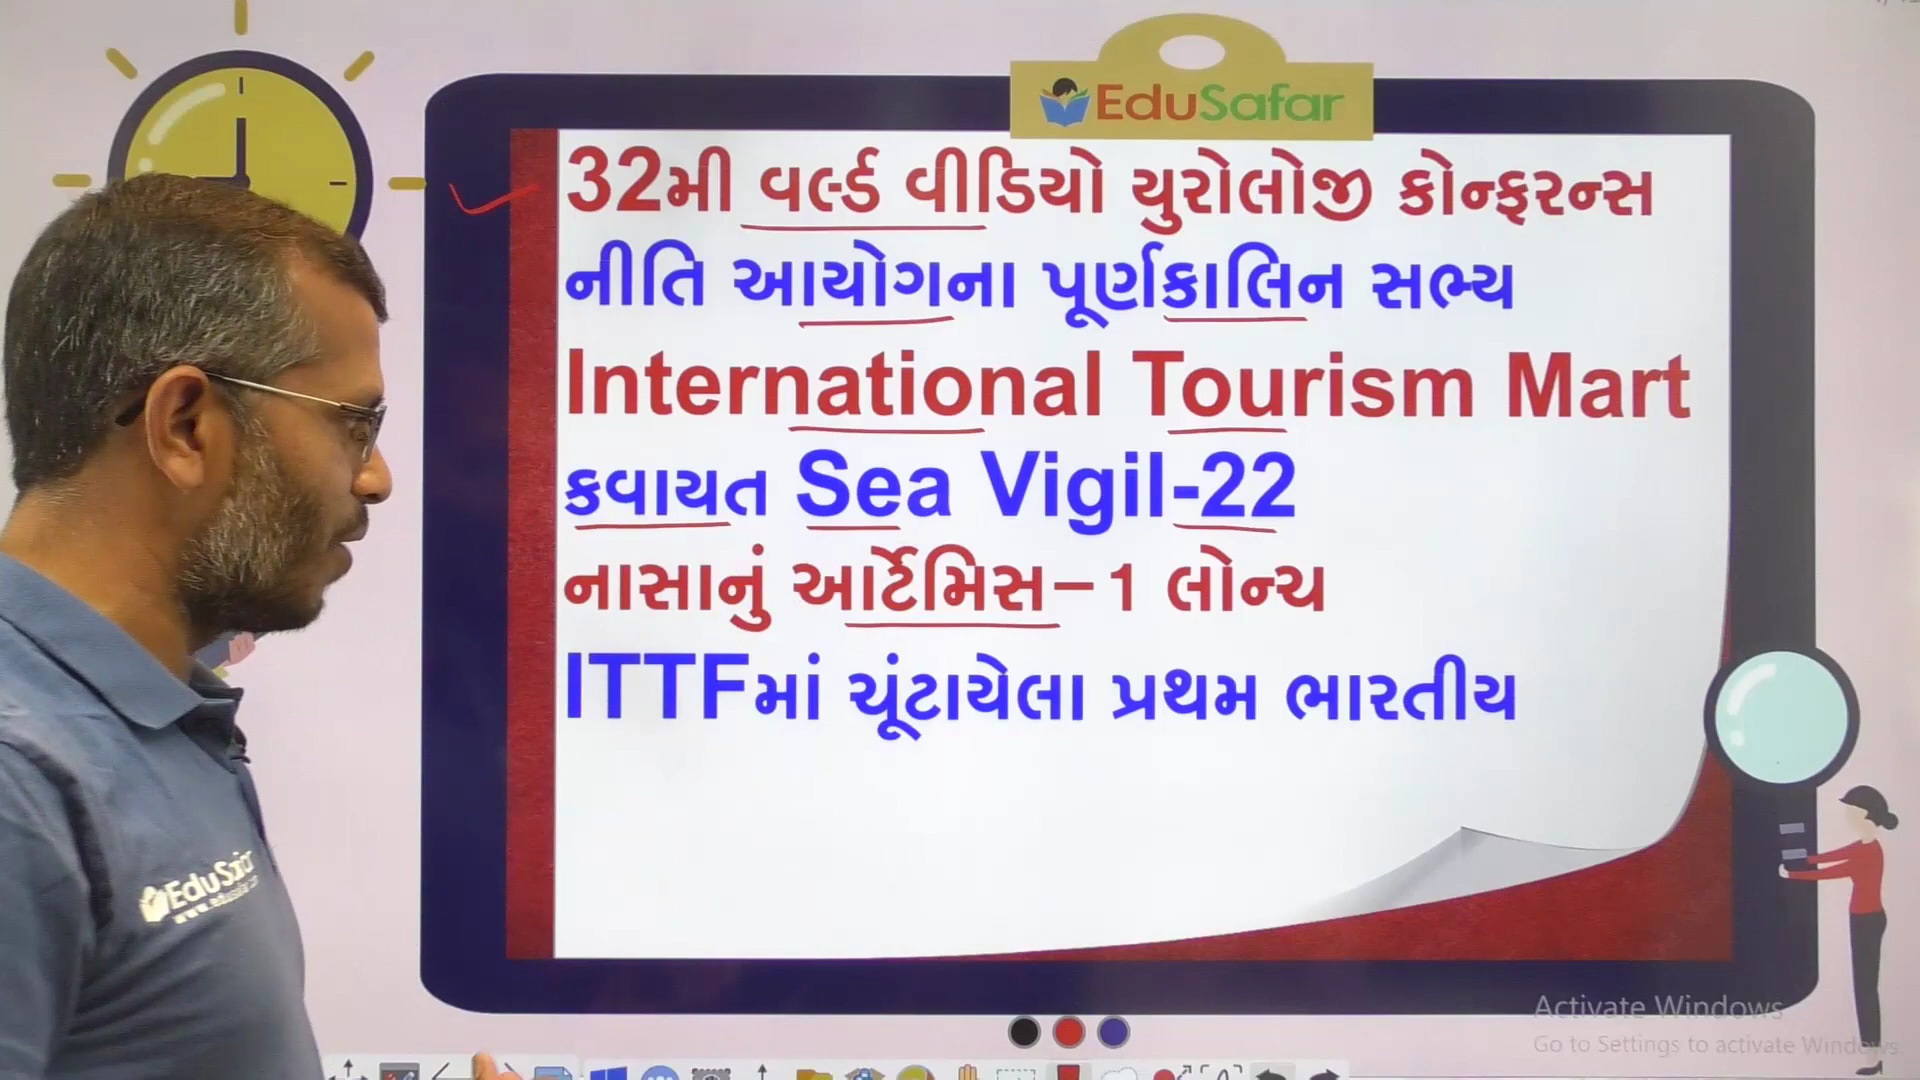 EduSafar
32મી વર્લ્ડ વીડિયો યુરોલોજી કોન્ફરન્સ
નીતિ આયોગના પૂર્ણકાલિન સભ્ય
International Tourism Mart
કવાયત Sea Vigil-22
નાસાનું આર્ટેમિસ–1 લોન્ચ
ITTFમાં ચૂંટાયેલા પ્રથમ ભારતીય
EduSafar
Activate Windows
Go to Settings to activate Windows.